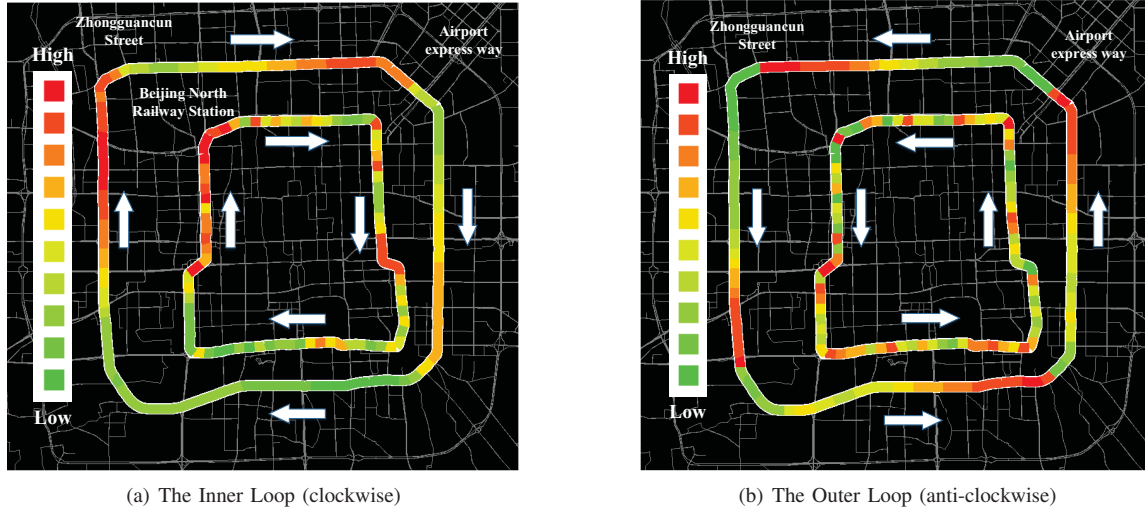 Zhongguancun
Street
Airport
express way
High
Beijing North
Railway Station
Low
(a) The Inner Loop (clockwise)
Zhongguancun
Street
Airport
express way
High
Low
(b) The Outer Loop (anti-clockwise)